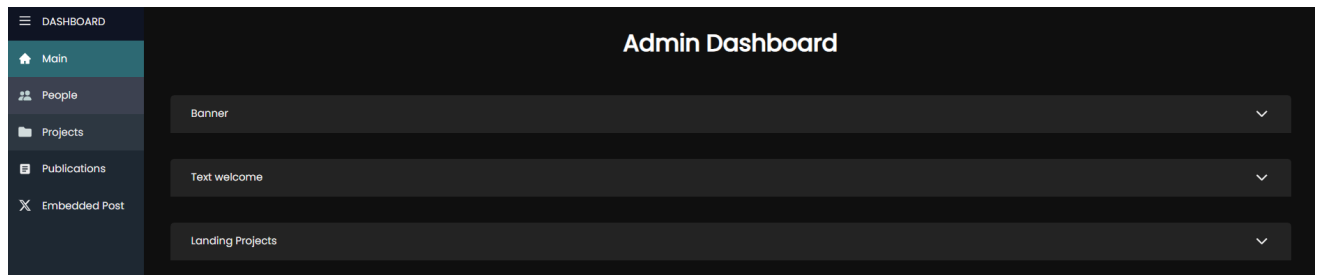 DASHBOARD
Main
People
Projects
Publications
Embedded Post
Admin Dashboard
Banner
Text welcome
Landing Projects